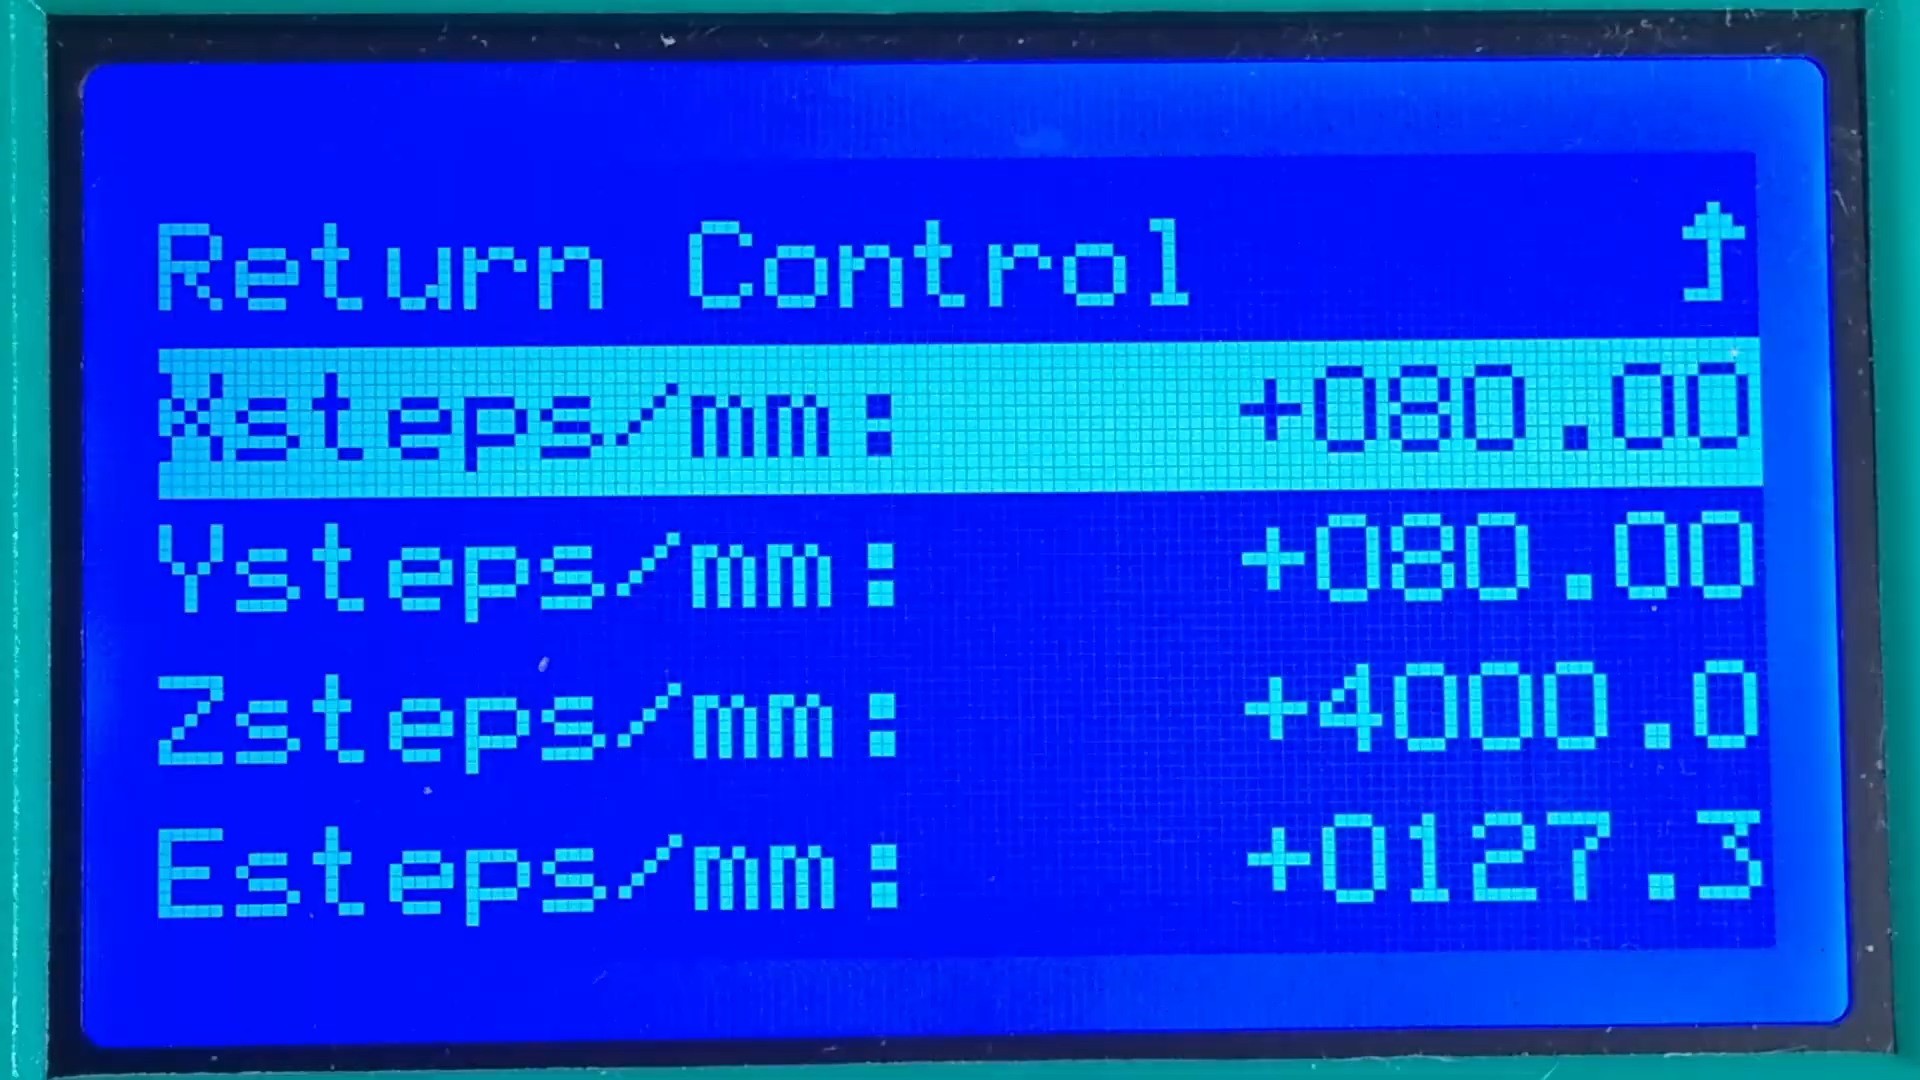 Return Control ⮥
Xsteps/mm: +080.00
Ysteps/mm: +080.00
Zsteps/mm: +4000.0
Esteps/mm: +0127.3